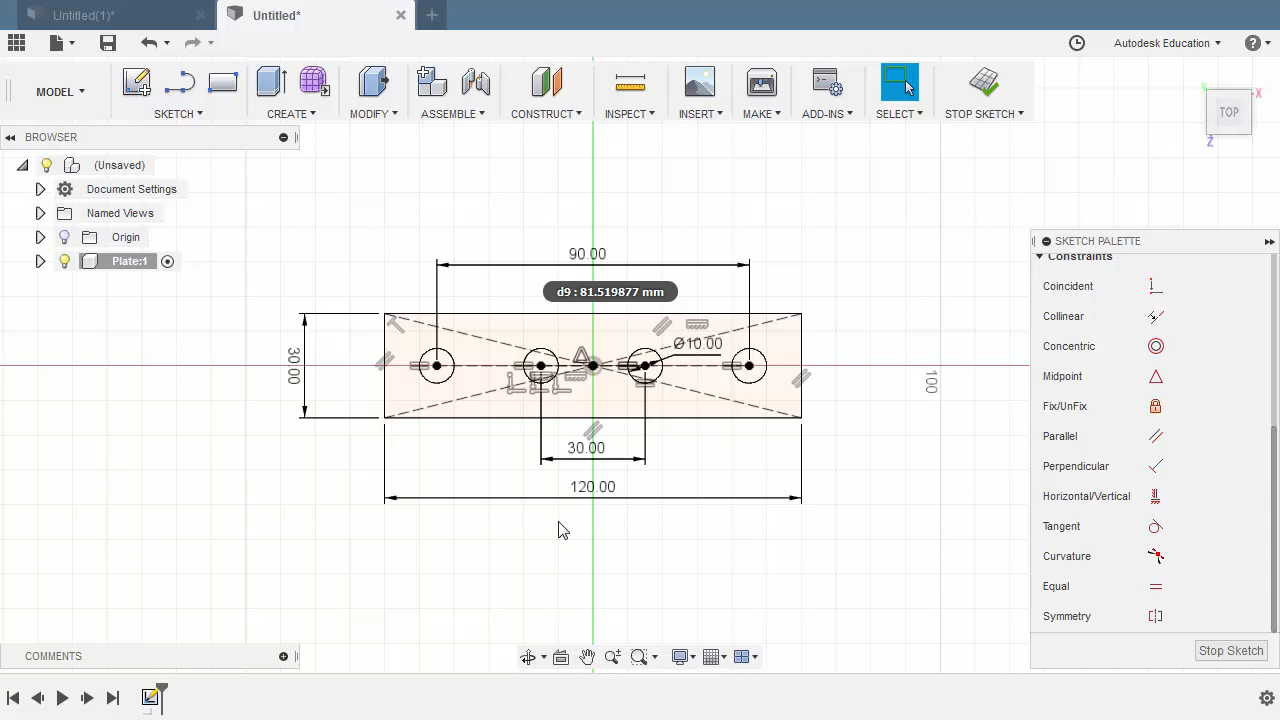 Untitled(1)*
Untitled*
Autodesk Education
MODEL
SKETCH
CREATE
MODIFY
ASSEMBLE
CONSTRUCT
INSPECT
INSERT
MAKE
ADD-INS
SELECT
STOP SKETCH
TOP
X
Y
Z
BROWSER
(Unsaved)
Document Settings
Named Views
Origin
Plate:1
90.00
d9 : 81.519877 mm
Ø10.00
30.00
30.00
120.00
100
SKETCH PALETTE
Constraints
Coincident
Collinear
Concentric
Midpoint
Fix/UnFix
Parallel
Perpendicular
Horizontal/Vertical
Tangent
Curvature
Equal
Symmetry
Stop Sketch
COMMENTS